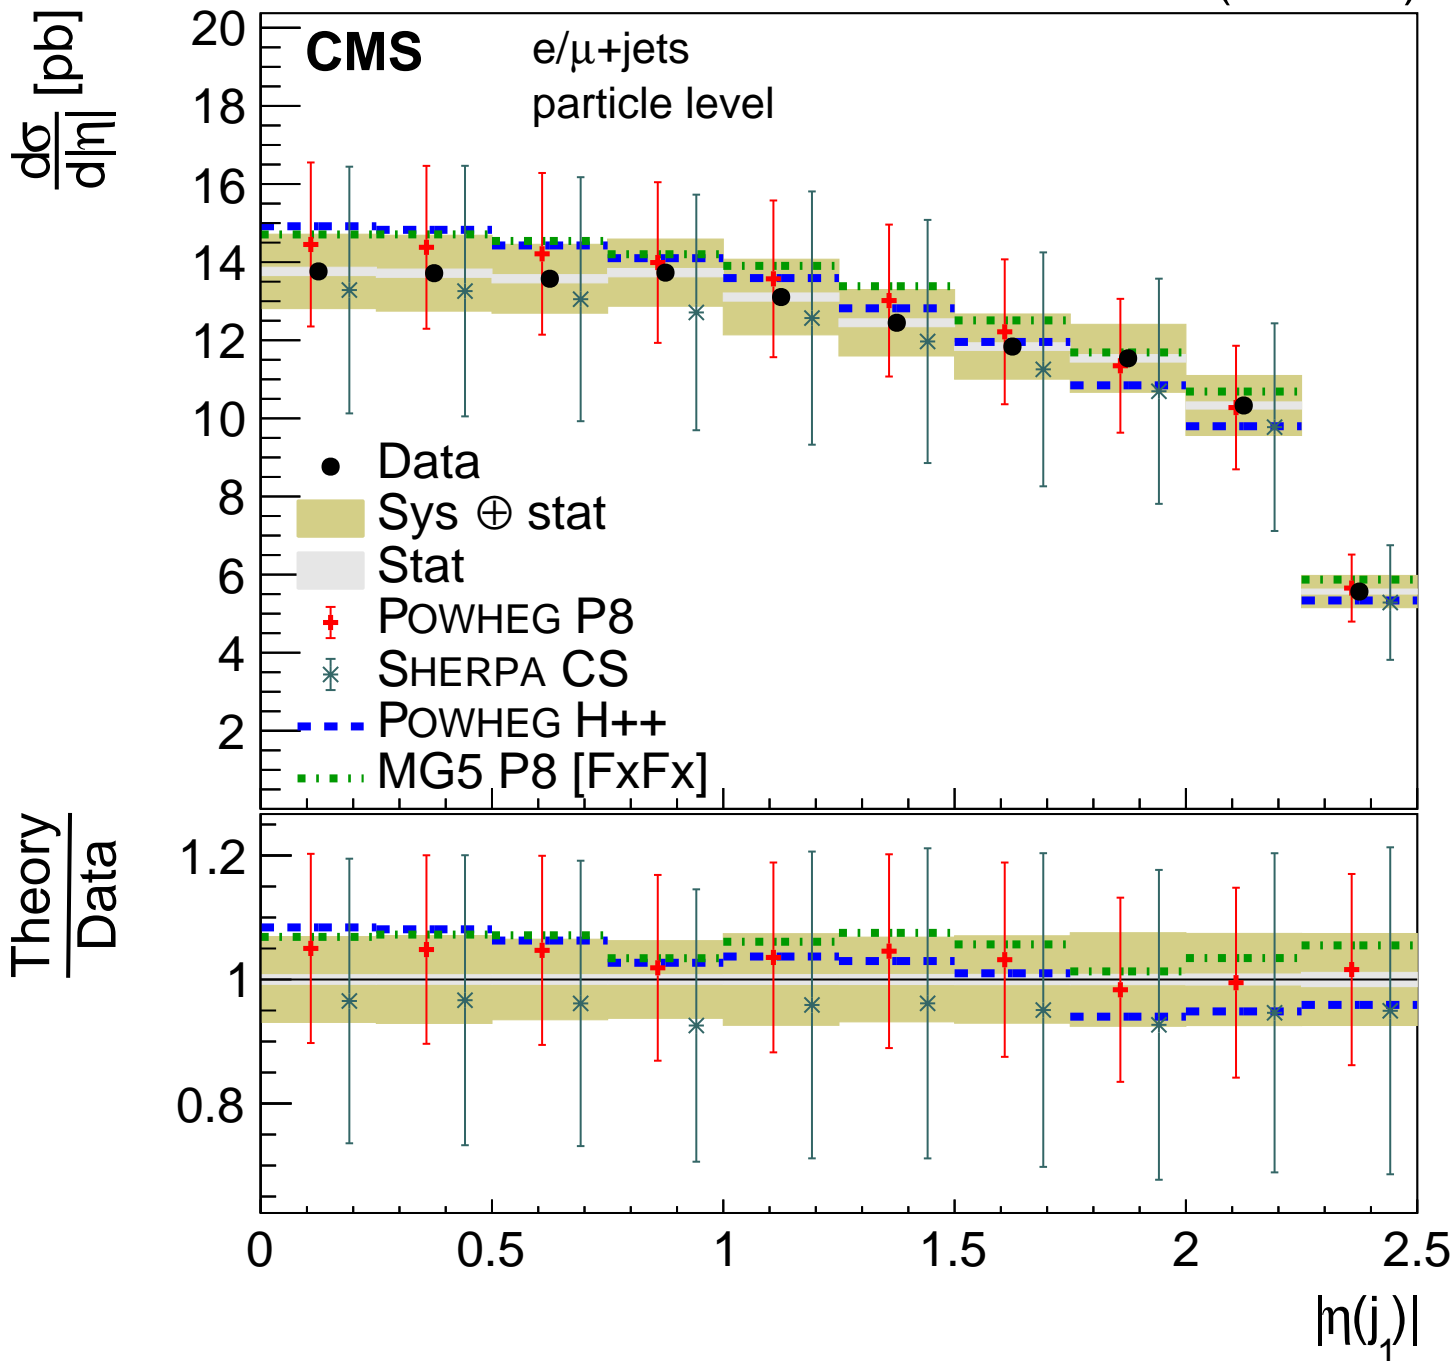 dσ
d|η| [pb]
20
18
16
14
12
10
8
6
4
2
CMS
e/μ+jets
particle level
Data
Sys ⊕ stat
Stat
POWHEG P8
SHERPA CS
POWHEG H++
MG5 P8 [FxFx]
Theory
Data
1.2
1
0.8
0 0.5 1 1.5 2 2.5
|η(j₁)|